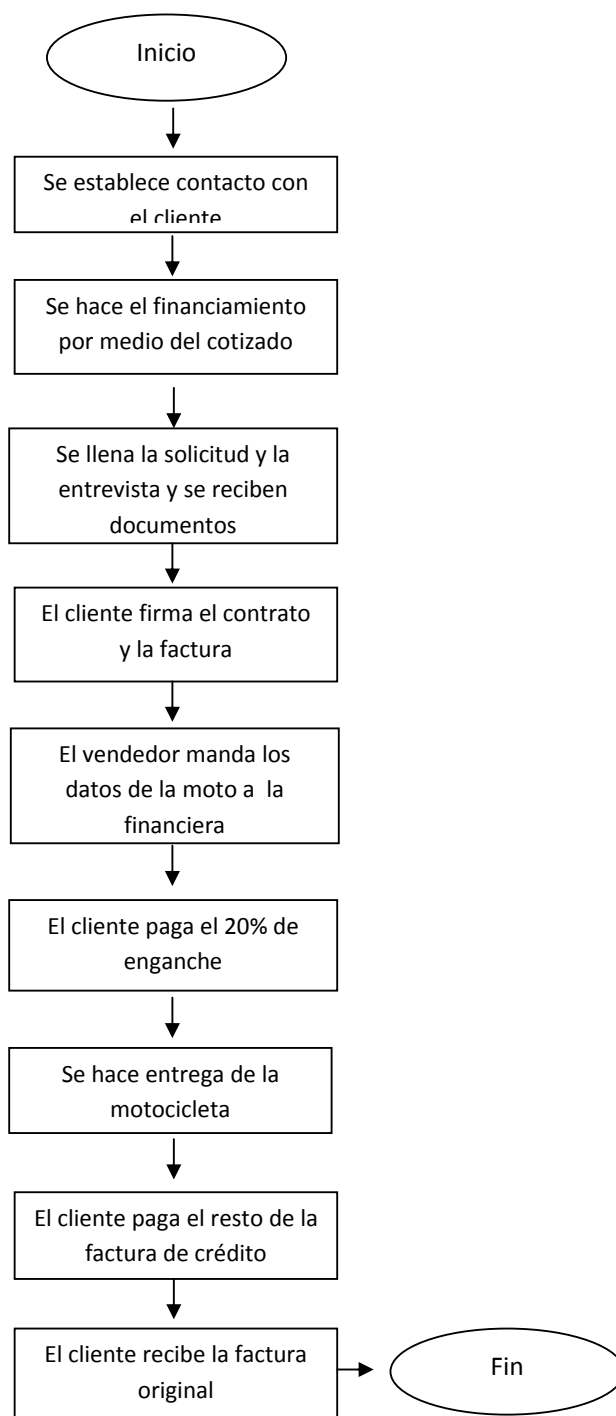 Inicio
Se establece contacto con
el cliente
Se hace el financiamiento
por medio del cotizado
Se llena la solicitud y la
entrevista y se reciben
documentos
El cliente firma el contrato
y la factura
El vendedor manda los
datos de la moto a la
financiera
El cliente paga el 20% de
enganche
Se hace entrega de la
motocicleta
El cliente paga el resto de la
factura de crédito
El cliente recibe la factura
original
Fin